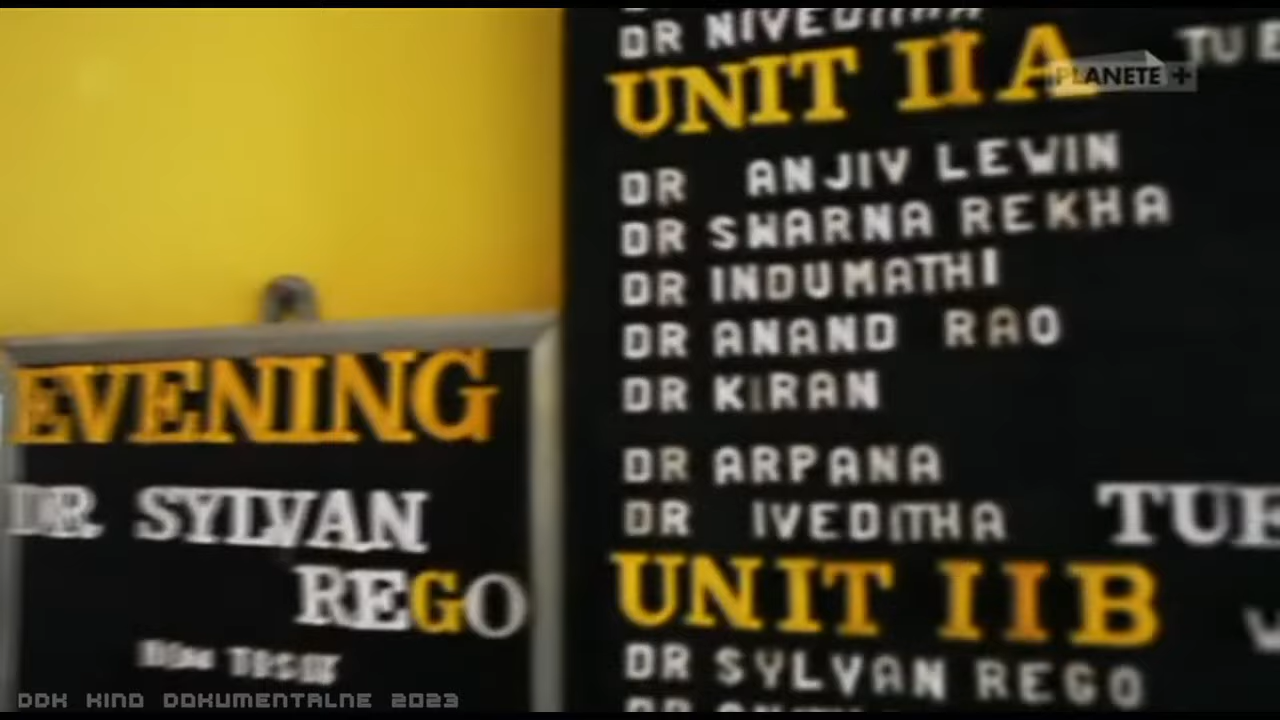 DR NIVEDITHA
UNIT II A
TUE
PLANETE +
DR ANJIV LEWIN
DR SWARNA REKHA
DR INDUMATHI
DR ANAND RAO
DR KIRAN
DR ARPANA
DR IVEDITHA
TUE
UNIT IIB
DR SYLVAN REGO
EVENING
DR SYLVAN
REGO
DDK KINO DOKUMENTALNE 2023